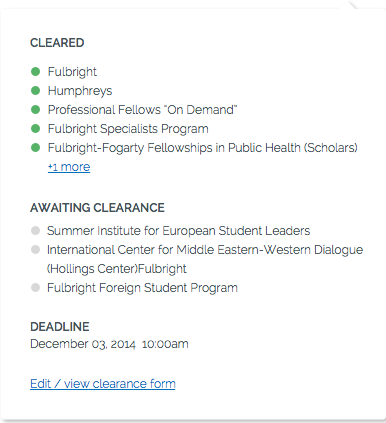 CLEARED
Fulbright
Humphreys
Professional Fellows "On Demand"
Fulbright Specialists Program
Fulbright-Fogarty Fellowships in Public Health (Scholars)
+1 more
AWAITING CLEARANCE
Summer Institute for European Student Leaders
International Center for Middle Eastern-Western Dialogue
(Hollings Center)Fulbright
Fulbright Foreign Student Program
DEADLINE
December 03, 2014 10:00am
Edit / view clearance form